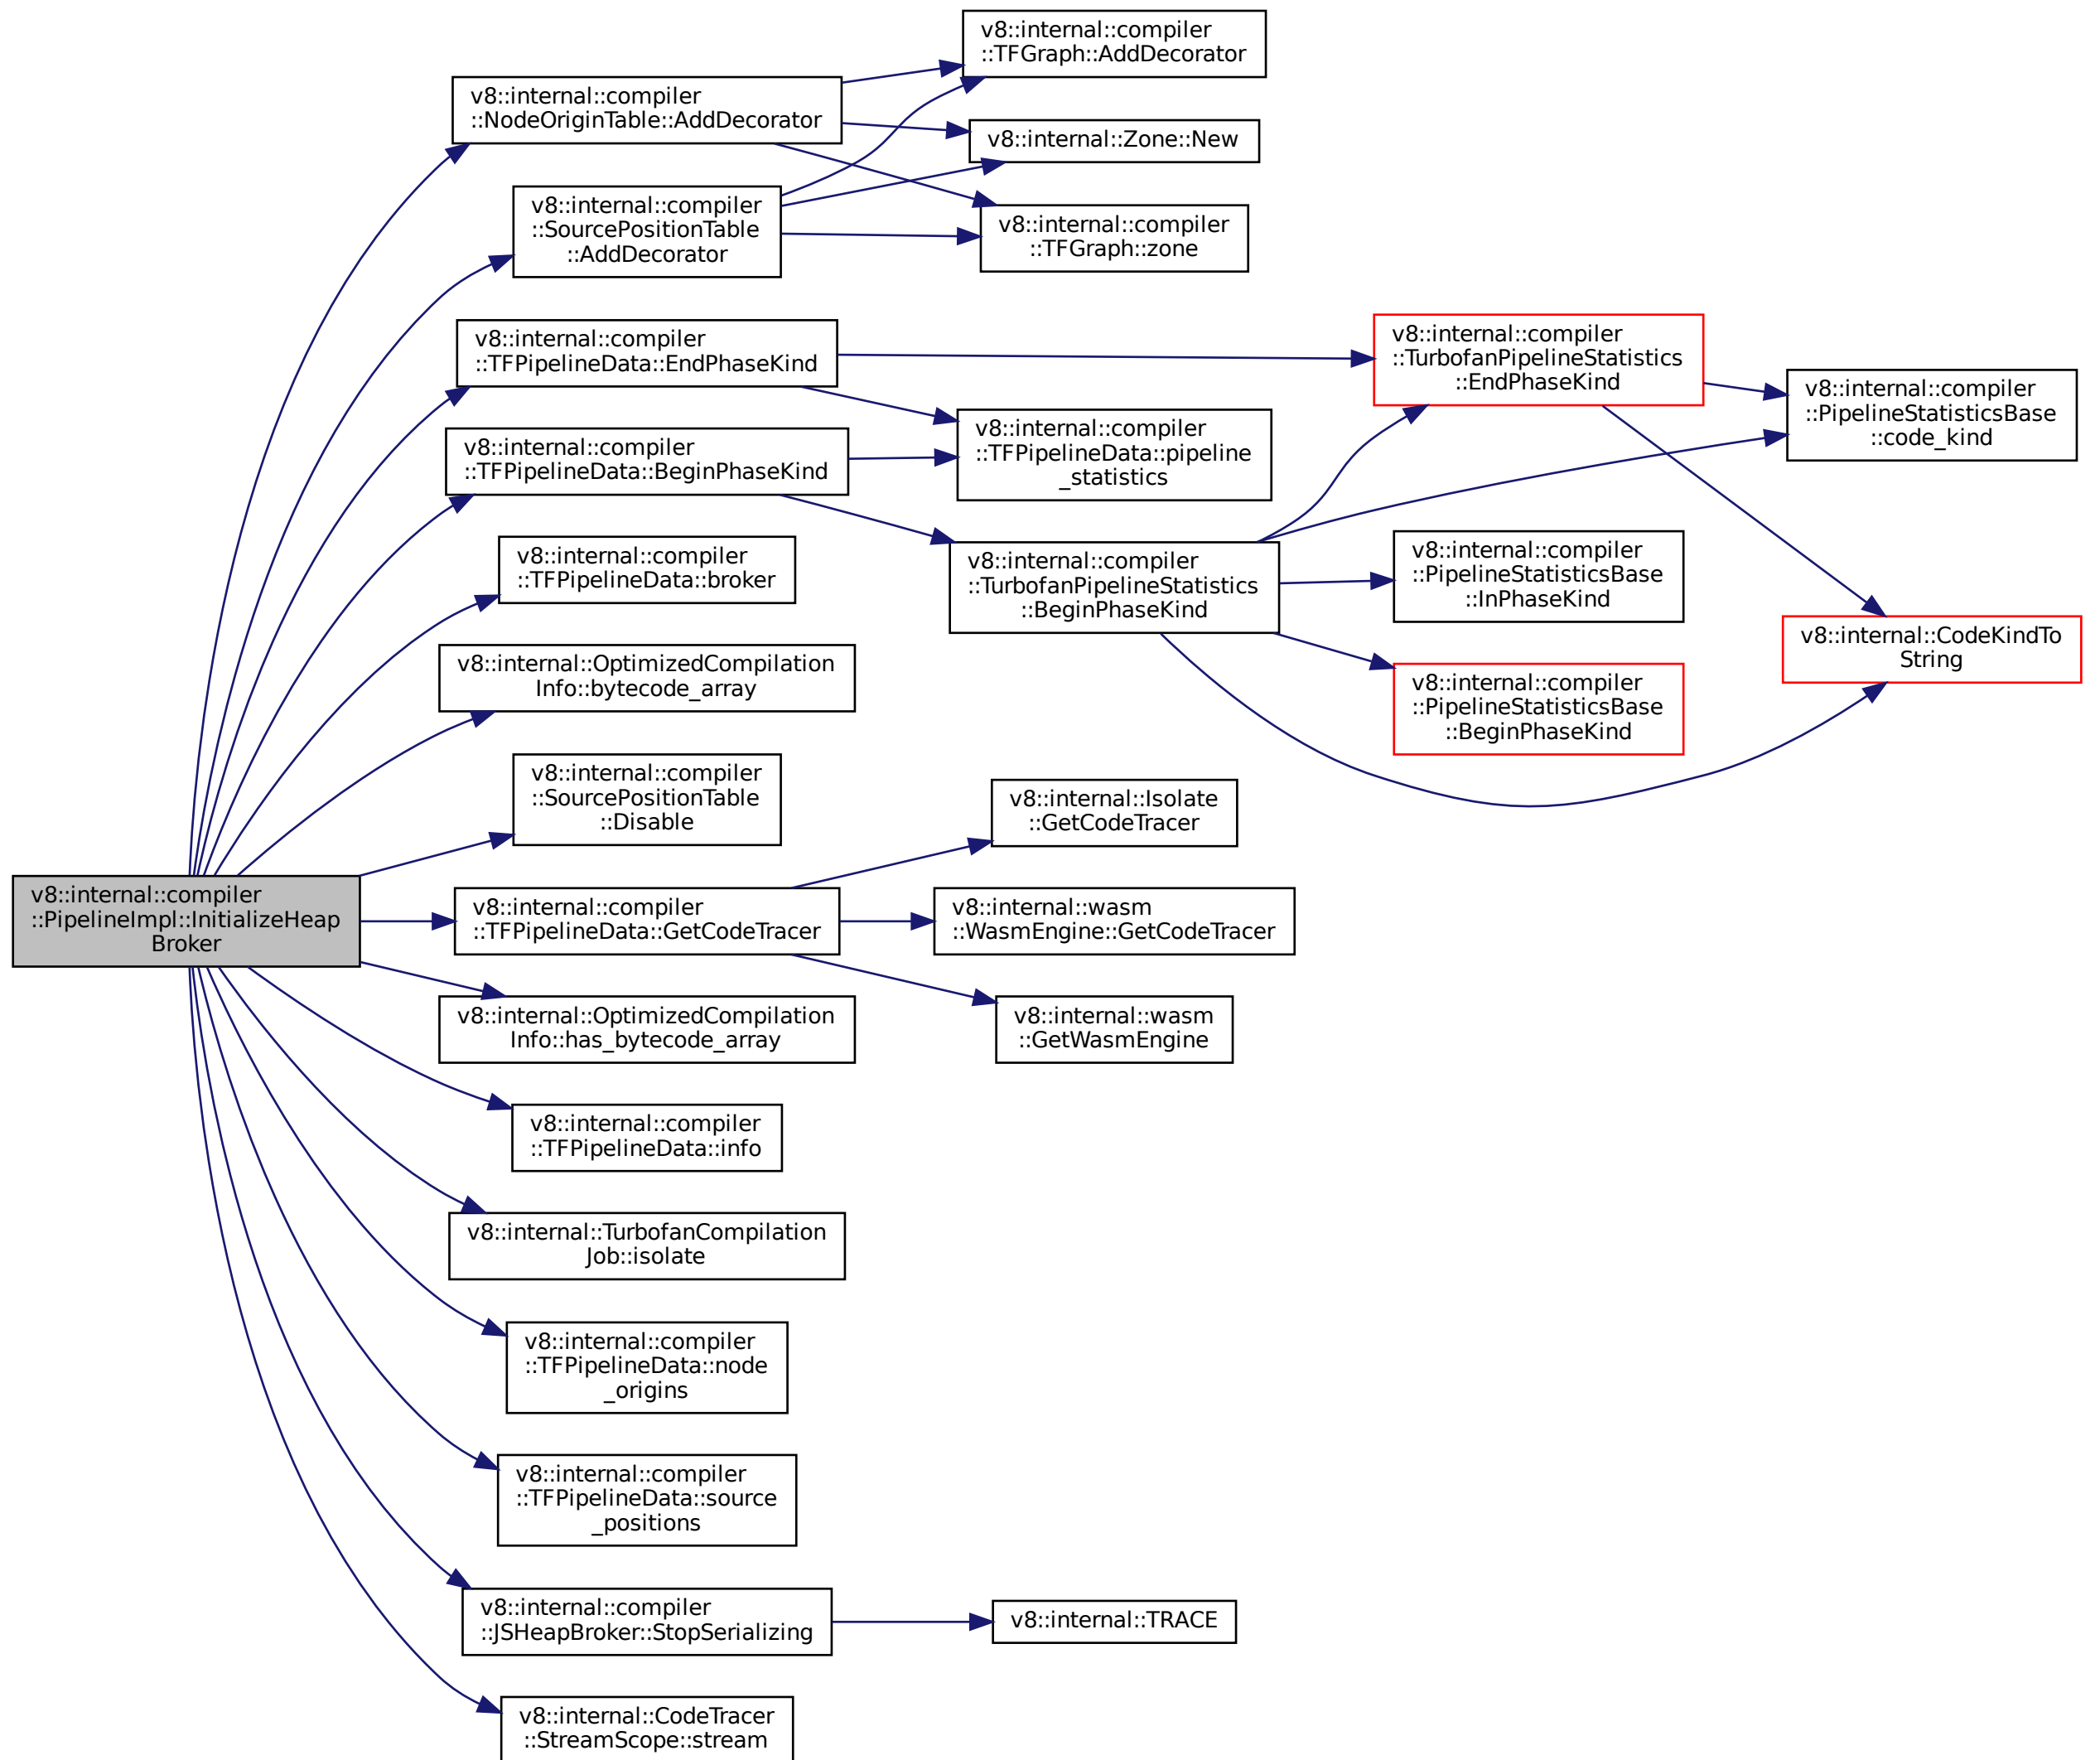 v8::internal::compiler
::TFGraph::AddDecorator
v8::internal::compiler
::NodeOriginTable::AddDecorator
v8::internal::Zone::New
v8::internal::compiler
::SourcePositionTable
::AddDecorator
v8::internal::compiler
::TFGraph::zone
v8::internal::compiler
::TFPipelineData::EndPhaseKind
v8::internal::compiler
::TurbofanPipelineStatistics
::EndPhaseKind
v8::internal::compiler
::PipelineStatisticsBase
::code_kind
v8::internal::compiler
::TFPipelineData::pipeline
_statistics
v8::internal::compiler
::TFPipelineData::BeginPhaseKind
v8::internal::compiler
::TFPipelineData::broker
v8::internal::compiler
::TurbofanPipelineStatistics
::BeginPhaseKind
v8::internal::compiler
::PipelineStatisticsBase
::InPhaseKind
v8::internal::CodeKindTo
String
v8::internal::OptimizedCompilation
Info::bytecode_array
v8::internal::compiler
::PipelineStatisticsBase
::BeginPhaseKind
v8::internal::compiler
::SourcePositionTable
::Disable
v8::internal::Isolate
::GetCodeTracer
v8::internal::compiler
::PipelineImpl::InitializeHeap
Broker
v8::internal::compiler
::TFPipelineData::GetCodeTracer
v8::internal::wasm
::WasmEngine::GetCodeTracer
v8::internal::OptimizedCompilation
Info::has_bytecode_array
v8::internal::wasm
::GetWasmEngine
v8::internal::compiler
::TFPipelineData::info
v8::internal::TurbofanCompilation
Job::isolate
v8::internal::compiler
::TFPipelineData::node
_origins
v8::internal::compiler
::TFPipelineData::source
_positions
v8::internal::compiler
::JSHeapBroker::StopSerializing
v8::internal::TRACE
v8::internal::CodeTracer
::StreamScope::stream